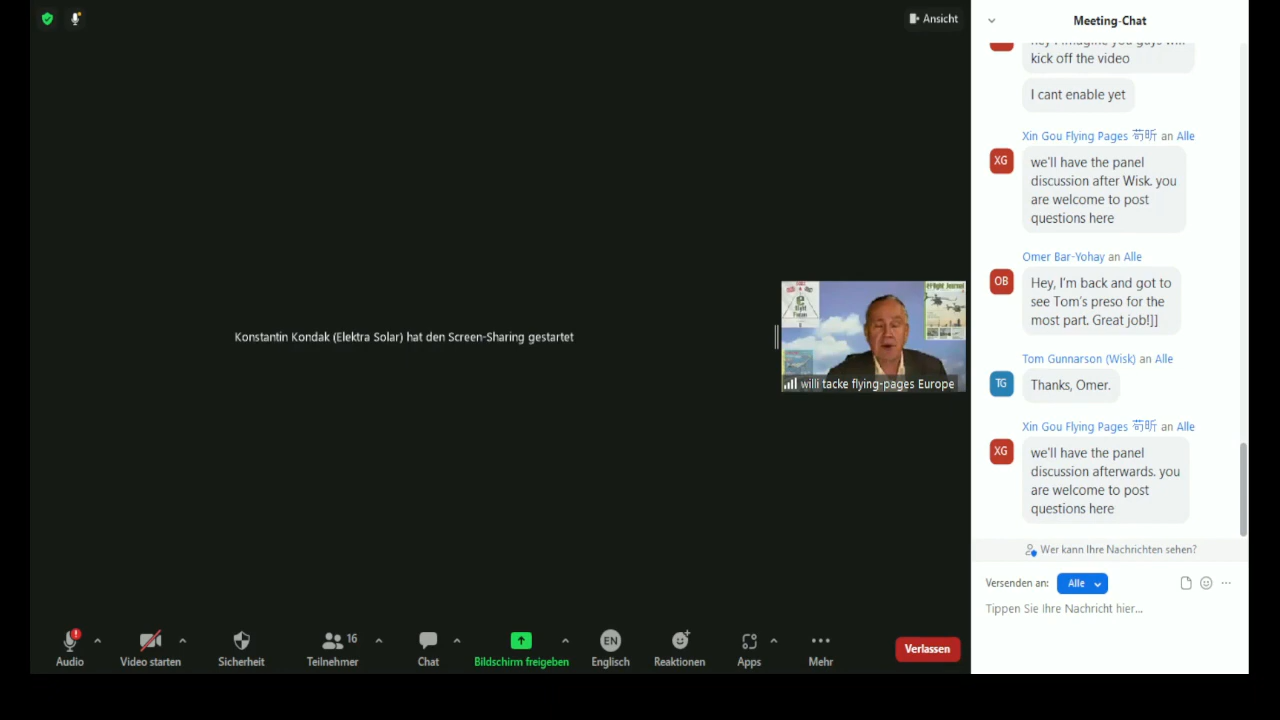 Ansicht
Konstantin Kondak (Elektra Solar) hat den Screen-Sharing gestartet
eFlight Journal
willi tacke flying-pages Europe
Audio
Video starten
Sicherheit
16
Teilnehmer
Chat
Bildschirm freigeben
EN
Englisch
Reaktionen
Apps
Mehr
Verlassen
Meeting-Chat
kick off the video
I cant enable yet
Xin Gou Flying Pages 苟昕 an Alle
XG
we'll have the panel
discussion after Wisk. you
are welcome to post
questions here
Omer Bar-Yohay an Alle
OB
Hey, I'm back and got to
see Tom's preso for the
most part. Great job!]]
Tom Gunnarson (Wisk) an Alle
TG
Thanks, Omer.
Xin Gou Flying Pages 苟昕 an Alle
XG
we'll have the panel
discussion afterwards. you
are welcome to post
questions here
Wer kann Ihre Nachrichten sehen?
Versenden an: Alle
Tippen Sie Ihre Nachricht hier...